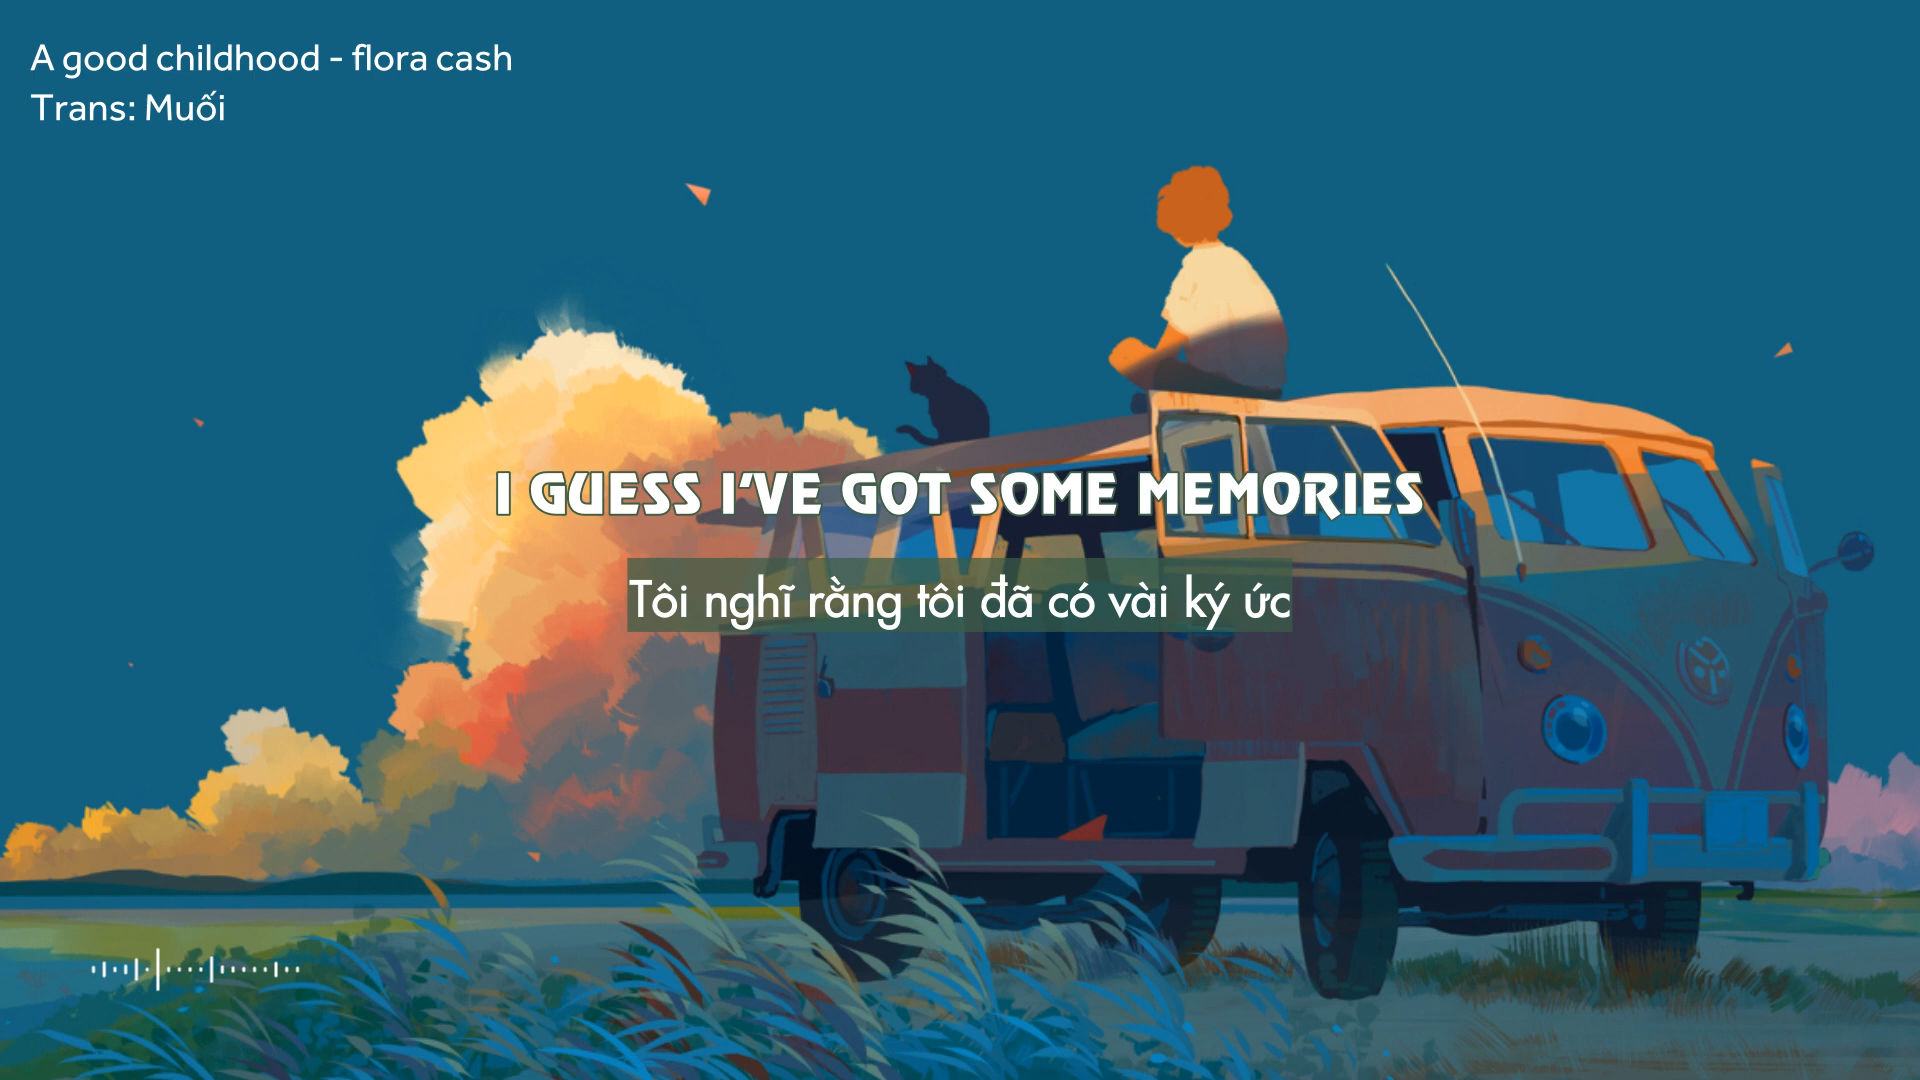 A good childhood - flora cash
Trans: Muối
I GUESS I'VE GOT SOME MEMORIES
Tôi nghĩ rằng tôi đã có vài ký ức